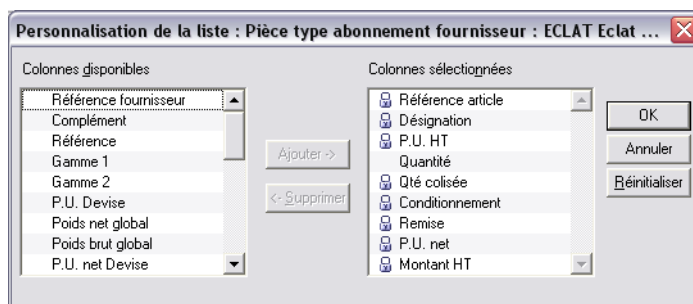 Personnalisation de la liste : Pièce type abonnement fournisseur : ECLAT Eclat ...
Colonnes disponibles
Référence fournisseur
Complément
Référence
Gamme 1
Gamme 2
P.U. Devise
Poids net global
Poids brut global
P.U. net Devise
Ajouter ->
<- Supprimer
Colonnes sélectionnées
Référence article
Désignation
P.U. HT
Quantité
Qté colisée
Conditionnement
Remise
P.U. net
Montant HT
OK
Annuler
Réinitialiser